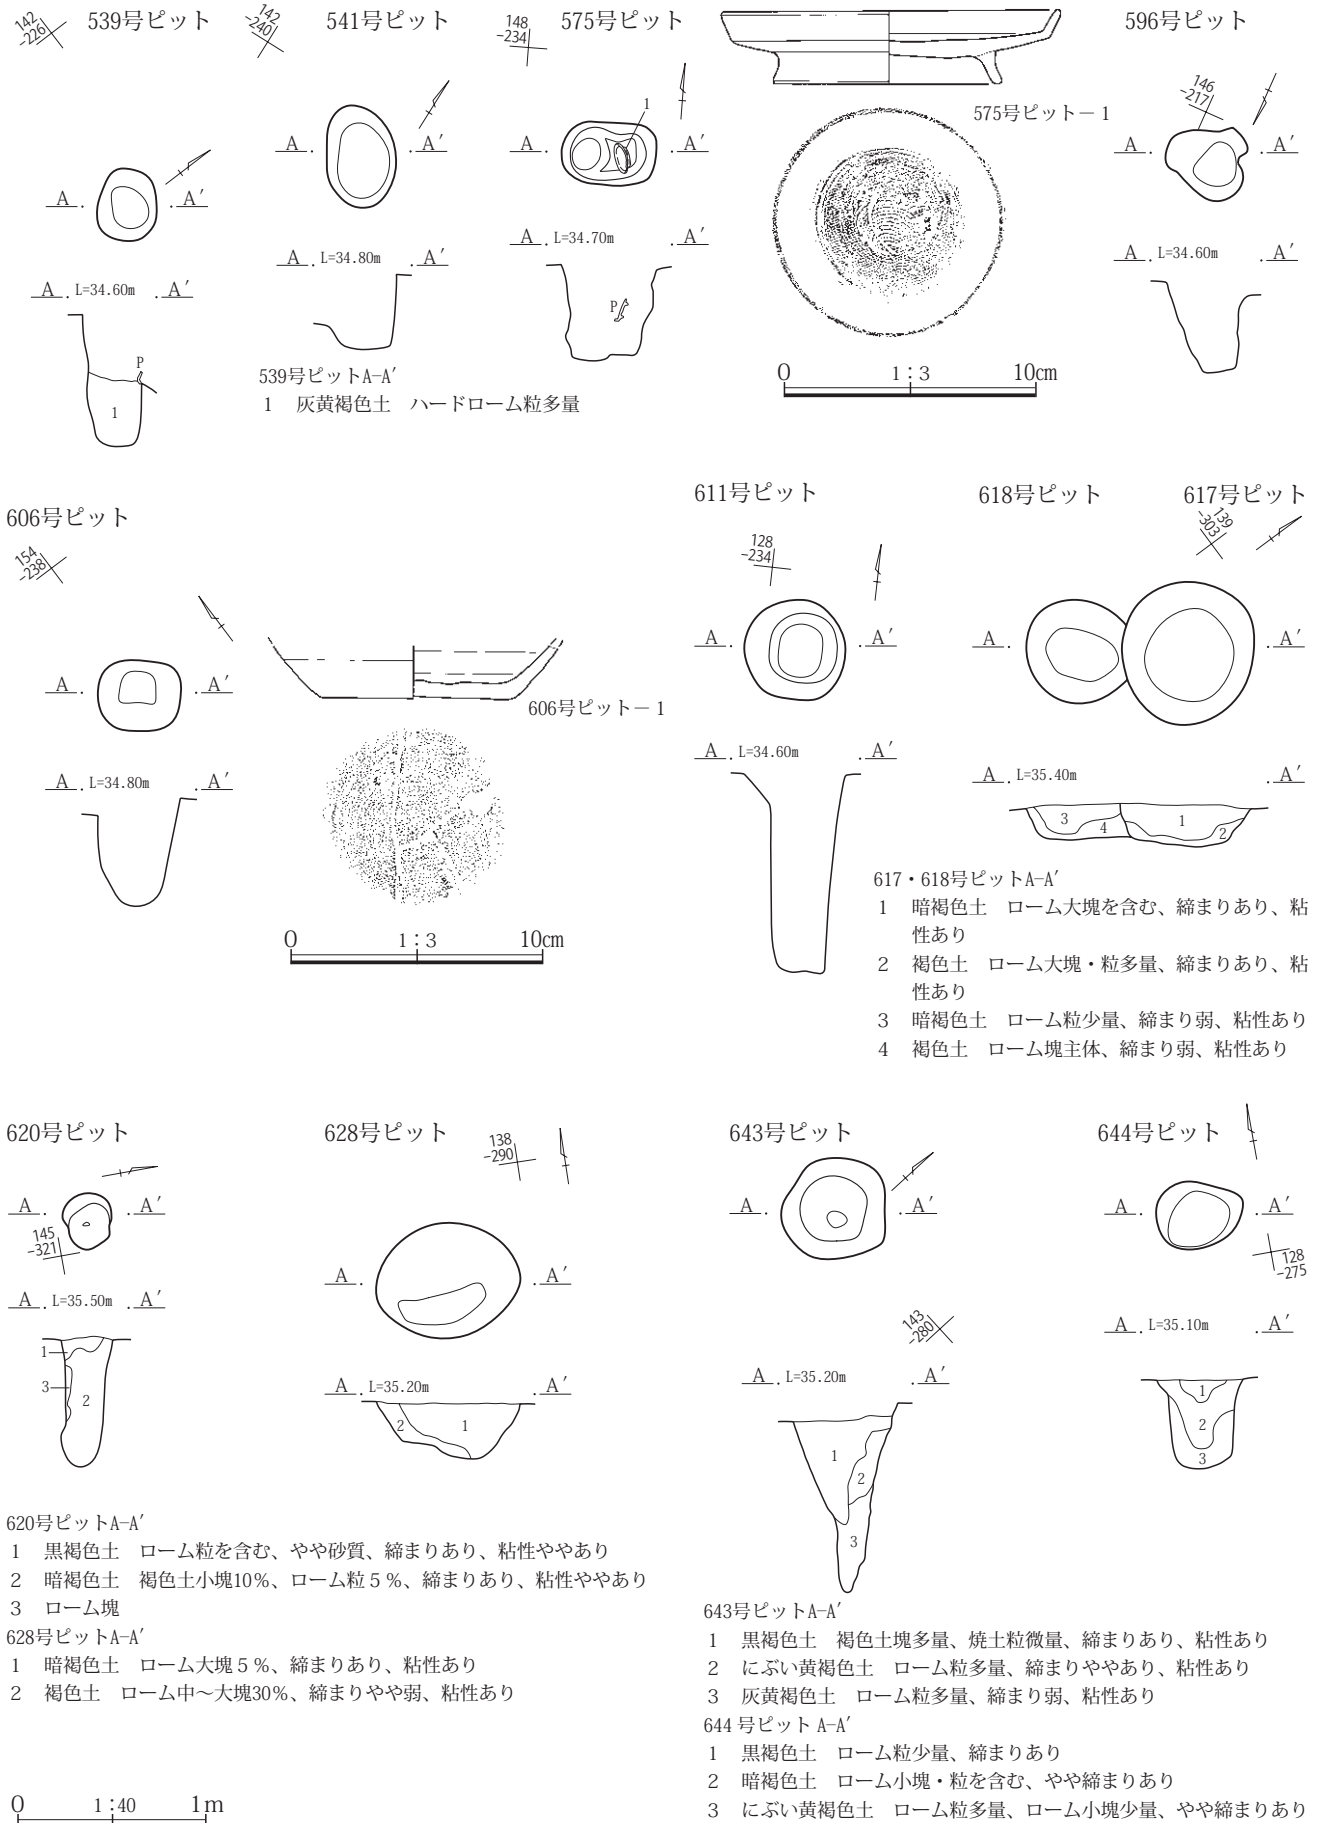 539号ピット
142
-226
A . . A′
A . L=34.60m . A′
P
1
541号ピット
142
-240
A . . A′
A . L=34.80m . A′
575号ピット
148
-234
1
A . . A′
A . L=34.70m . A′
P
575号ピット－1
0 1：3 10cm
596号ピット
146
-217
A . . A′
A . L=34.60m . A′
539号ピットA-A′
1　灰黄褐色土　ハードローム粒多量
606号ピット
154
-238
A . . A′
A . L=34.80m . A′
606号ピット－1
0 1：3 10cm
611号ピット
128
-234
A . . A′
A . L=34.60m . A′
618号ピット
617号ピット
139
-303
A . . A′
A . L=35.40m . A′
3 4 1 2
617・618号ピットA-A′
1　暗褐色土　ローム大塊を含む、締まりあり、粘
性あり
2　褐色土　ローム大塊・粒多量、締まりあり、粘
性あり
3　暗褐色土　ローム粒少量、締まり弱、粘性あり
4　褐色土　ローム塊主体、締まり弱、粘性あり
620号ピット
A . . A′
145
-321
A . L=35.50m . A′
1
3
2
628号ピット
138
-290
A . . A′
A . L=35.20m . A′
2 1
643号ピット
A . . A′
143
-280
A . L=35.20m . A′
1
2
3
644号ピット
A . . A′
128
-275
A . L=35.10m . A′
1
2
3
620号ピットA-A′
1　黒褐色土　ローム粒を含む、やや砂質、締まりあり、粘性ややあり
2　暗褐色土　褐色土小塊10％、ローム粒５％、締まりあり、粘性ややあり
3　ローム塊
628号ピットA-A′
1　暗褐色土　ローム大塊５％、締まりあり、粘性あり
2　褐色土　ローム中～大塊30％、締まりやや弱、粘性あり
643号ピットA-A′
1　黒褐色土　褐色土塊多量、焼土粒微量、締まりあり、粘性あり
2　にぶい黄褐色土　ローム粒多量、締まりややあり、粘性あり
3　灰黄褐色土　ローム粒多量、締まり弱、粘性あり
644 号ピット A-A′
1　黒褐色土　ローム粒少量、締まりあり
2　暗褐色土　ローム小塊・粒を含む、やや締まりあり
3　にぶい黄褐色土　ローム粒多量、ローム小塊少量、やや締まりあり
0 1：40 1m